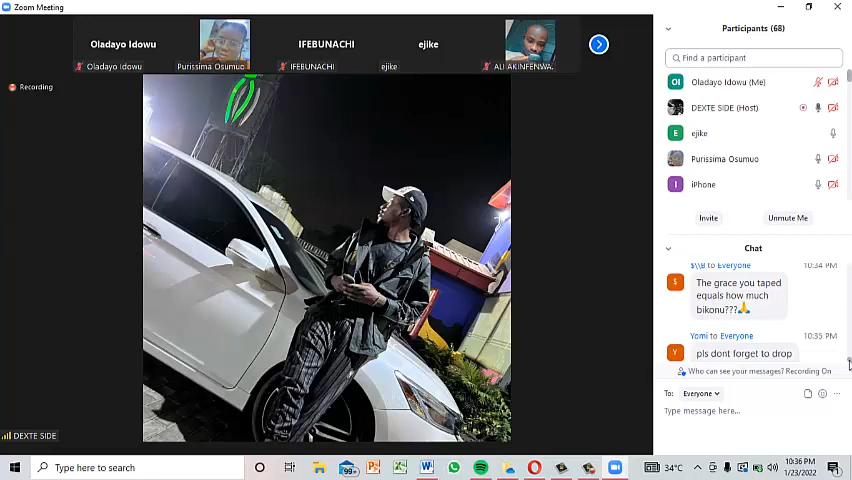 Zoom Meeting
Oladayo Idowu
IFEBUNACHI
ejike
Oladayo Idowu
Purissima Osumuo
IFEBUNACHI
ejike
ALI AKINFENWA.
Recording
DEXTE SIDE
Participants (68)
Find a participant
OI Oladayo Idowu (Me)
DEXTE SIDE (Host)
E ejike
Purissima Osumuo
I iPhone
Invite
Unmute Me
Chat
$\\B to Everyone 10:34 PM
S The grace you taped
equals how much
bikonu???🙏
Yomi to Everyone 10:35 PM
Y pls dont forget to drop
Who can see your messages? Recording On
To: Everyone
Type message here...
Type here to search
99+
34°C
10:36 PM
1/23/2022